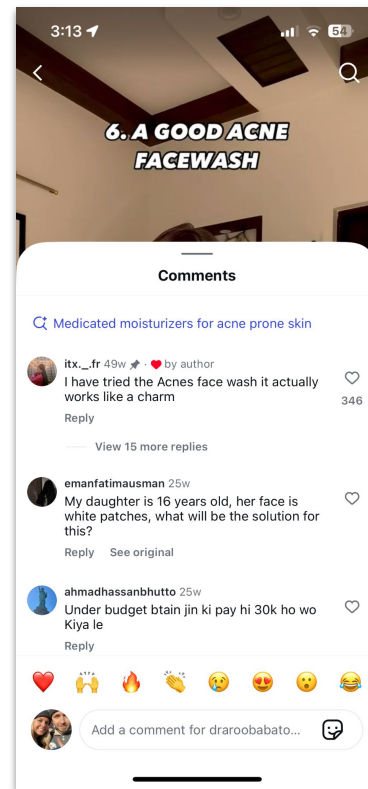 3:13
54
6. A GOOD ACNE
FACEWASH
Comments
Medicated moisturizers for acne prone skin
itx._.fr 49w · by author
I have tried the Acnes face wash it actually
works like a charm
346
Reply
View 15 more replies
emanfatimausman 25w
My daughter is 16 years old, her face is
white patches, what will be the solution for
this?
Reply See original
ahmadhassanbhutto 25w
Under budget btain jin ki pay hi 30k ho wo
Kiya le
Reply
Add a comment for draroobabato...